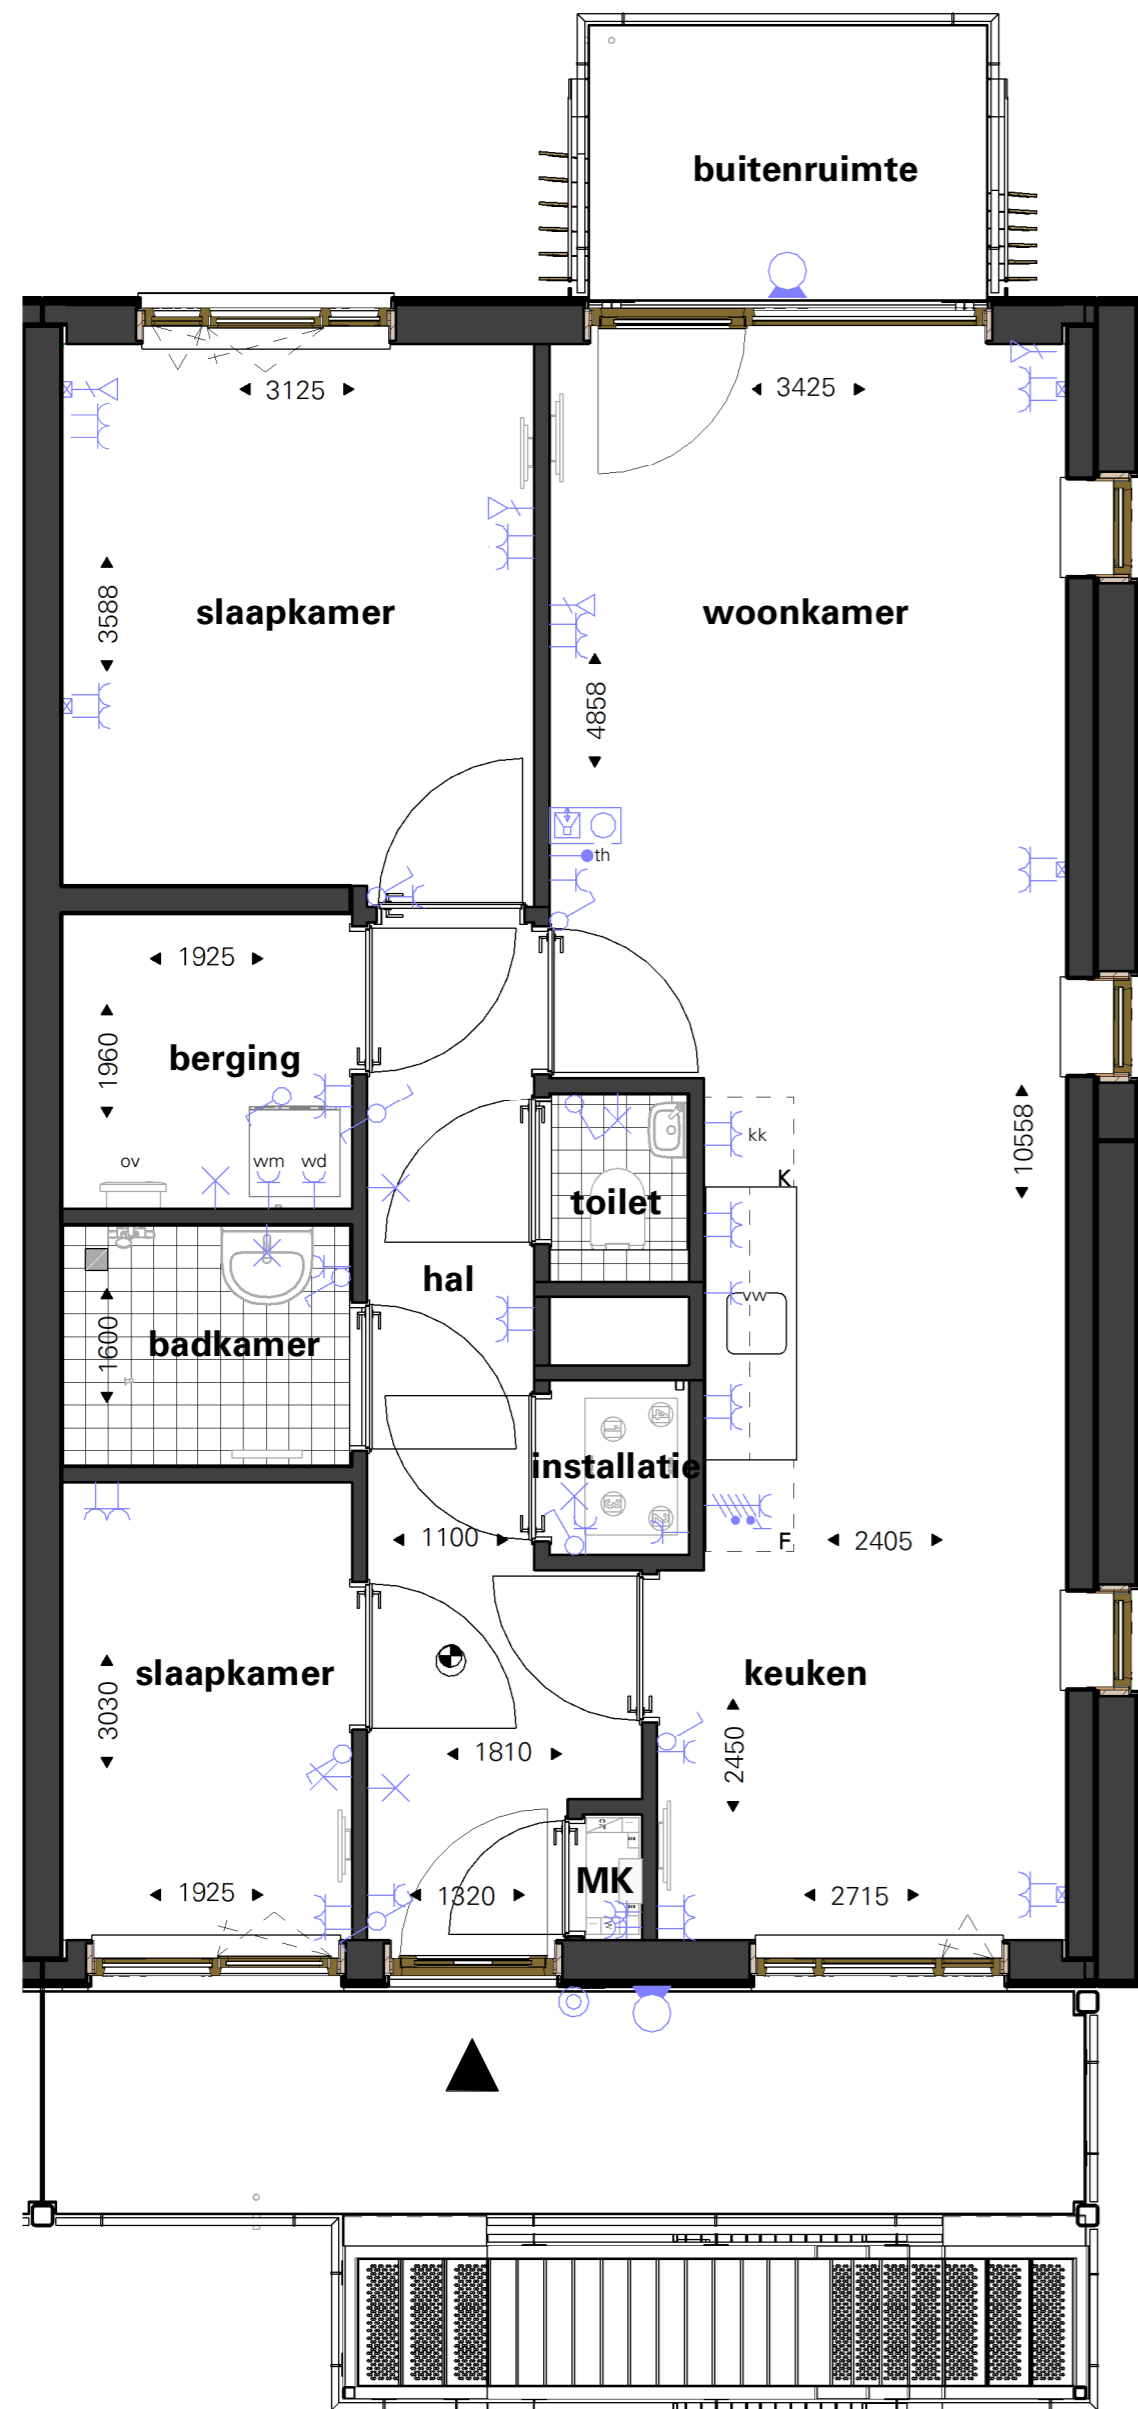 buitenruimte
3125
3425
3588
slaapkamer
woonkamer
4858
th
1925
1960
berging
10558
kk
ov
wm
wd
K
toilet
hal
vw
1600
badkamer
installatie
1100
F
2405
slaapkamer
keuken
3030
2450
1810
MK
1925
1320
2715